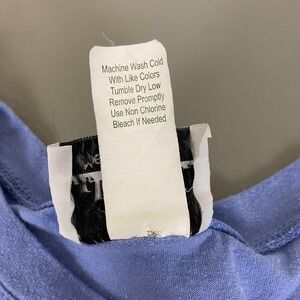 Machine Wash Cold
With Like Colors
Tumble Dry Low
Remove Promptly
Use Non Chlorine
Bleach If Needed